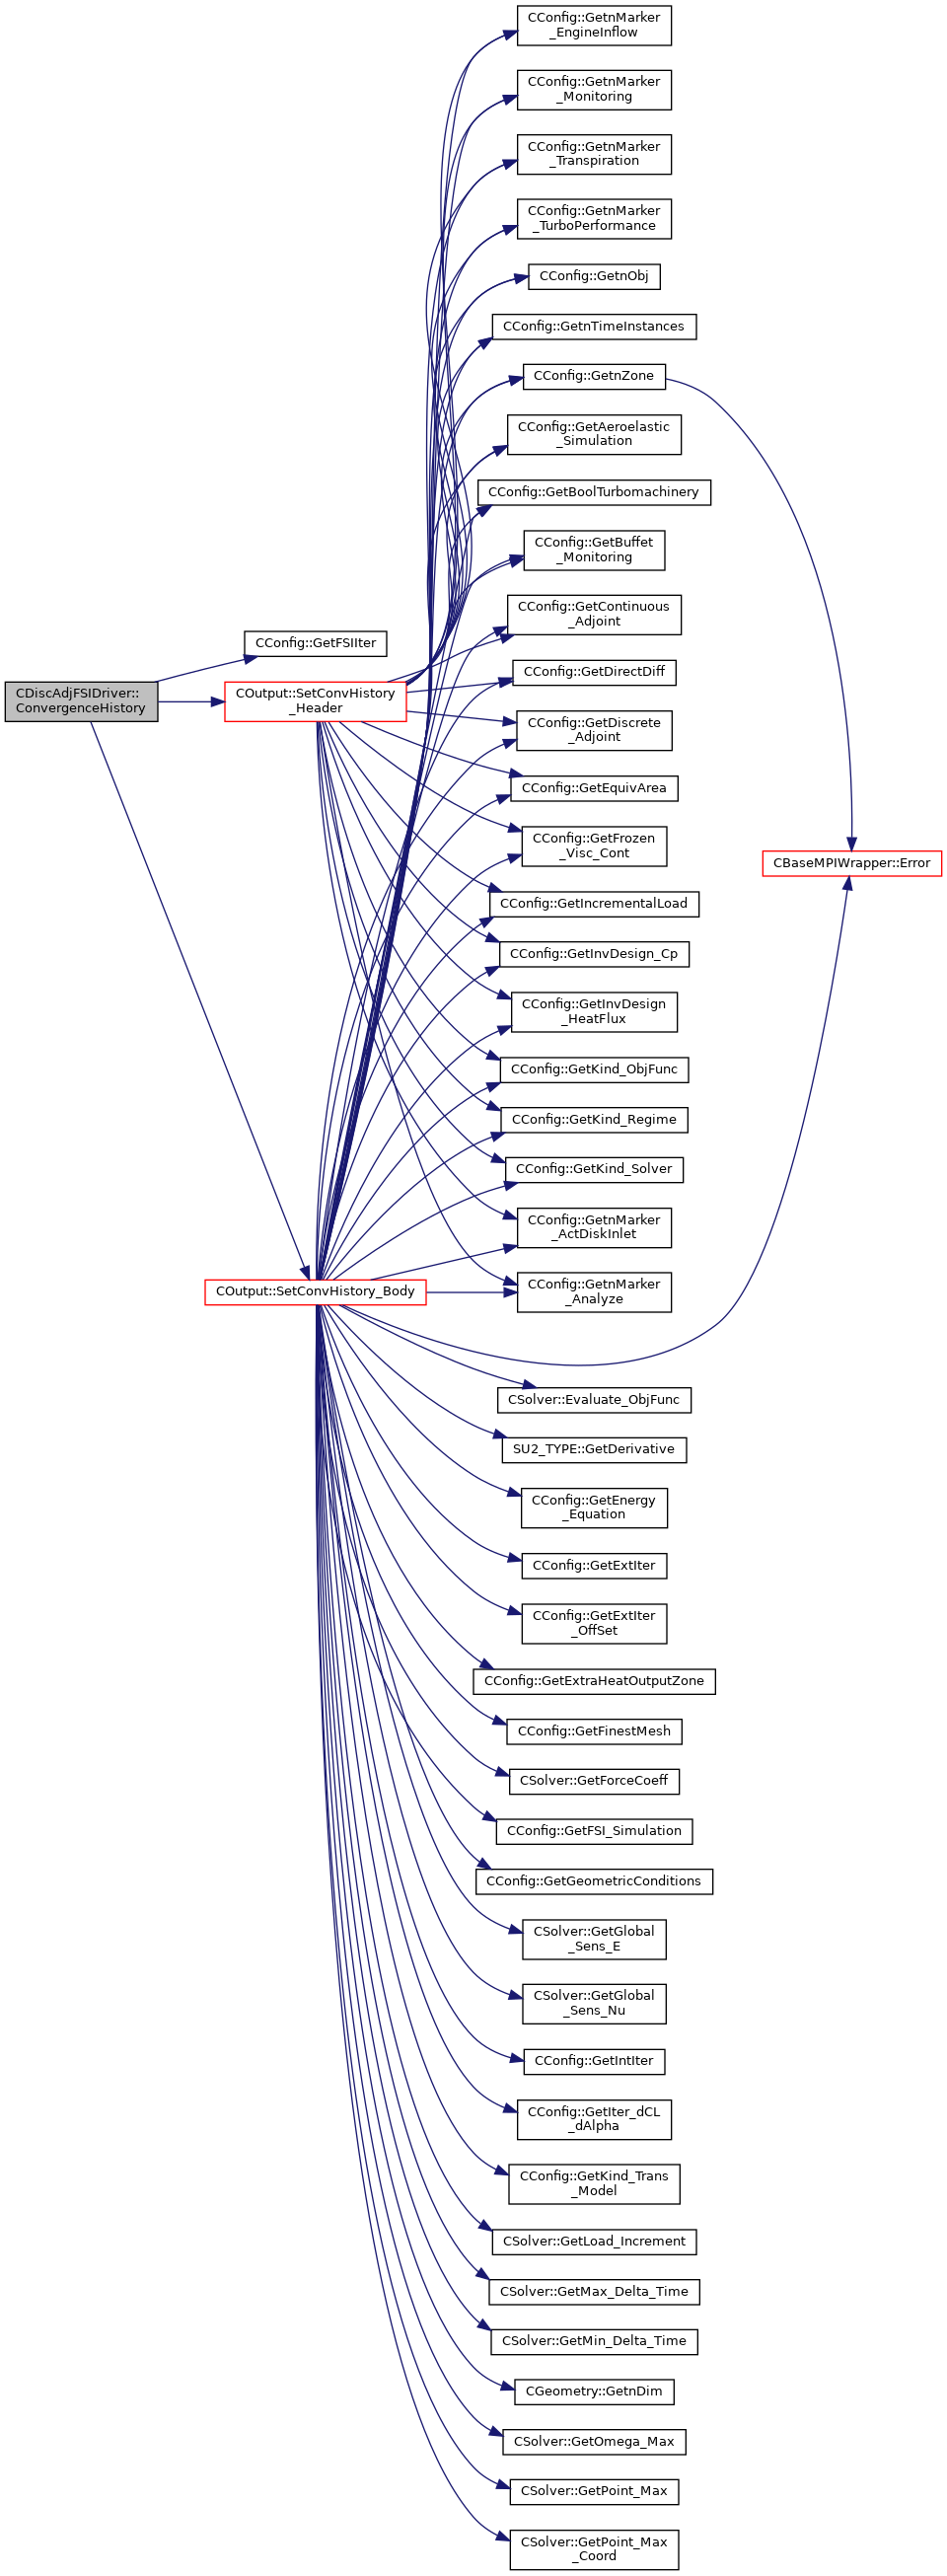 CConfig::GetnMarker
_EngineInflow
CConfig::GetnMarker
_Monitoring
CConfig::GetnMarker
_Transpiration
CConfig::GetnMarker
_TurboPerformance
CConfig::GetnObj
CConfig::GetnTimeInstances
CConfig::GetnZone
CConfig::GetAeroelastic
_Simulation
CConfig::GetBoolTurbomachinery
CConfig::GetBuffet
_Monitoring
CConfig::GetContinuous
_Adjoint
CConfig::GetFSIIter
CConfig::GetDirectDiff
CDiscAdjFSIDriver::
ConvergenceHistory
COutput::SetConvHistory
_Header
CConfig::GetDiscrete
_Adjoint
CConfig::GetEquivArea
CConfig::GetFrozen
_Visc_Cont
CBaseMPIWrapper::Error
CConfig::GetIncrementalLoad
CConfig::GetInvDesign_Cp
CConfig::GetInvDesign
_HeatFlux
CConfig::GetKind_ObjFunc
CConfig::GetKind_Regime
CConfig::GetKind_Solver
CConfig::GetnMarker
_ActDiskInlet
COutput::SetConvHistory_Body
CConfig::GetnMarker
_Analyze
CSolver::Evaluate_ObjFunc
SU2_TYPE::GetDerivative
CConfig::GetEnergy
_Equation
CConfig::GetExtIter
CConfig::GetExtIter
_OffSet
CConfig::GetExtraHeatOutputZone
CConfig::GetFinestMesh
CSolver::GetForceCoeff
CConfig::GetFSI_Simulation
CConfig::GetGeometricConditions
CSolver::GetGlobal
_Sens_E
CSolver::GetGlobal
_Sens_Nu
CConfig::GetIntIter
CConfig::GetIter_dCL
_dAlpha
CConfig::GetKind_Trans
_Model
CSolver::GetLoad_Increment
CSolver::GetMax_Delta_Time
CSolver::GetMin_Delta_Time
CGeometry::GetnDim
CSolver::GetOmega_Max
CSolver::GetPoint_Max
CSolver::GetPoint_Max
_Coord